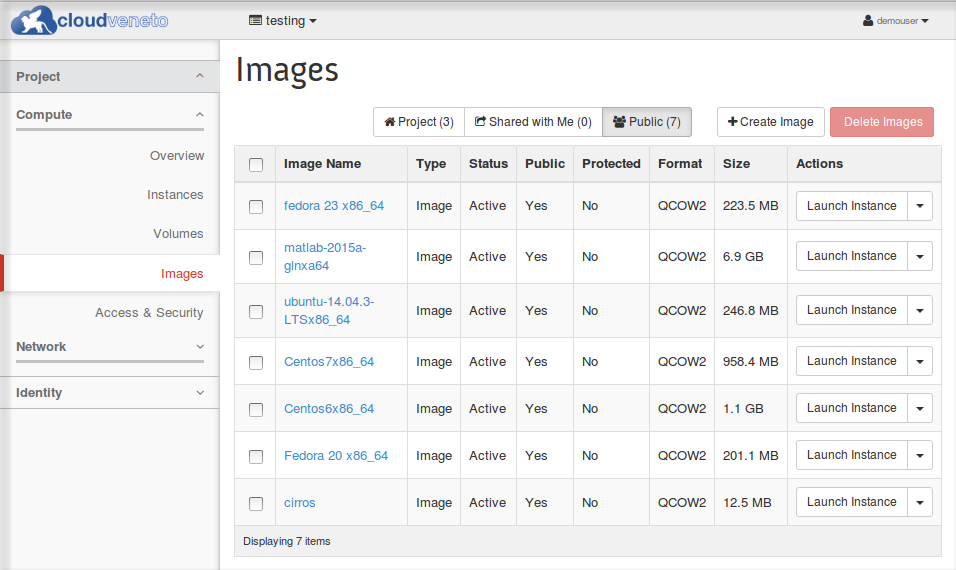 cloudveneto
testing
demouser
Project
Compute
Overview
Instances
Volumes
Images
Access & Security
Network
Identity
Images
Project (3) Shared with Me (0) Public (7) Create Image Delete Images
Image Name Type Status Public Protected Format Size Actions
fedora 23 x86_64 Image Active Yes No QCOW2 223.5 MB Launch Instance
matlab-2015a-
glnxa64 Image Active Yes No QCOW2 6.9 GB Launch Instance
ubuntu-14.04.3-
LTSx86_64 Image Active Yes No QCOW2 246.8 MB Launch Instance
Centos7x86_64 Image Active Yes No QCOW2 958.4 MB Launch Instance
Centos6x86_64 Image Active Yes No QCOW2 1.1 GB Launch Instance
Fedora 20 x86_64 Image Active Yes No QCOW2 201.1 MB Launch Instance
cirros Image Active Yes No QCOW2 12.5 MB Launch Instance
Displaying 7 items